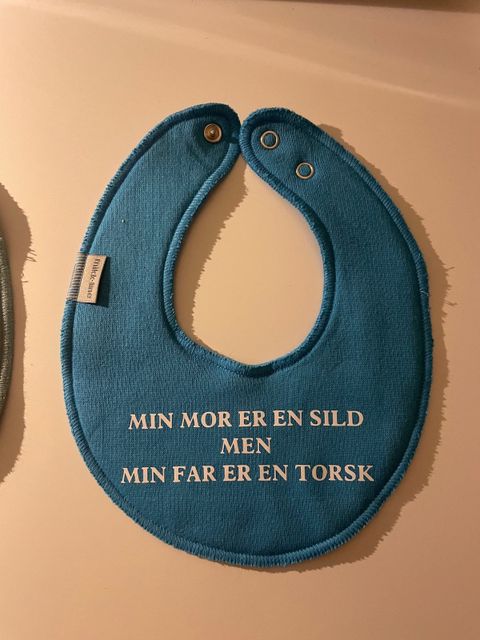 MIN MOR ER EN SILD
MEN
MIN FAR ER EN TORSK